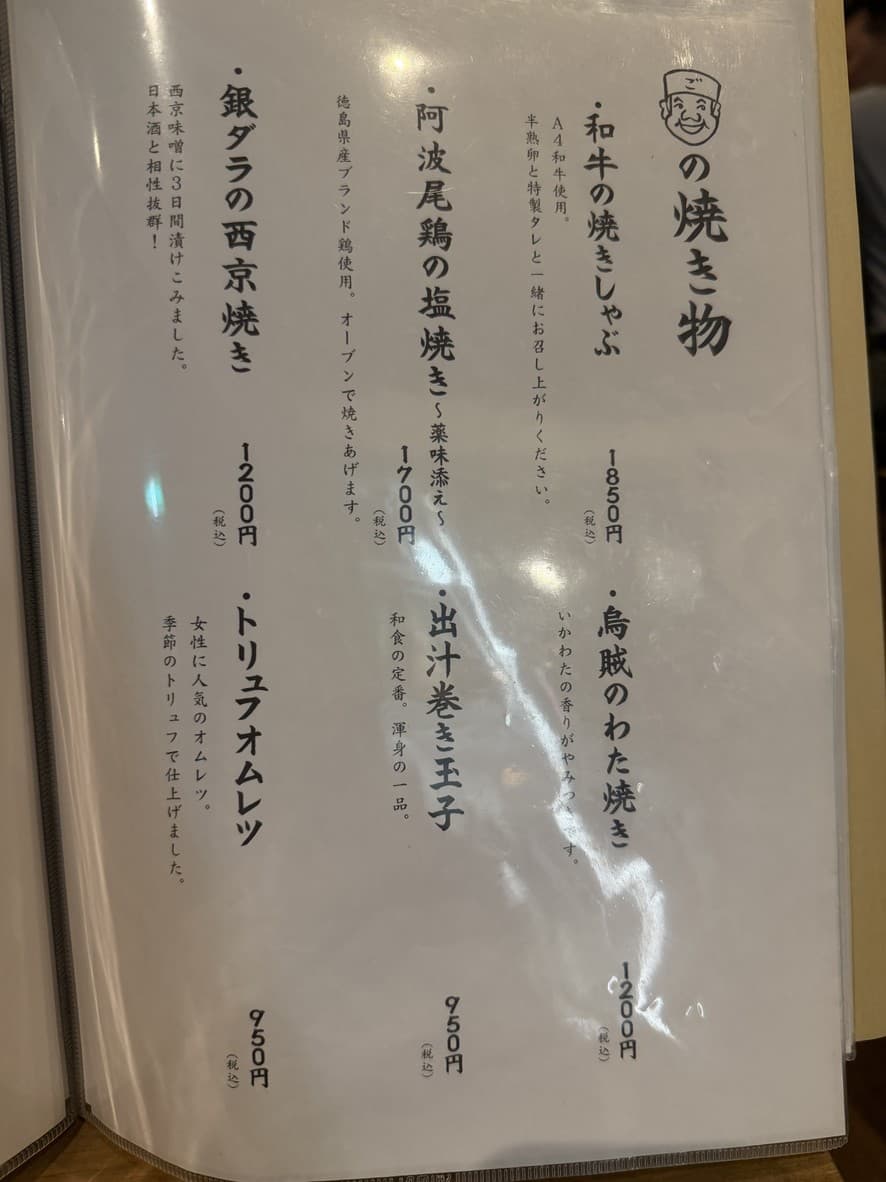 ご
の焼き物
・和牛の焼きしゃぶ
A4和牛使用。
半熟卵と特製タレと一緒にお召し上がりください。
1850円
(税込)
・烏賊のわた焼き
いかわたの香りがやみつきです。
1200円
(税込)
・阿波尾鶏の塩焼き〜薬味添え〜
徳島県産ブランド鶏使用。オーブンで焼きあげます。
1700円
(税込)
・出汁巻き玉子
和食の定番。渾身の一品。
950円
(税込)
・銀ダラの西京焼き
西京味噌に3日間漬けこみました。
日本酒と相性抜群！
1200円
(税込)
・トリュフオムレツ
女性に人気のオムレツ。
季節のトリュフで仕上げました。
950円
(税込)